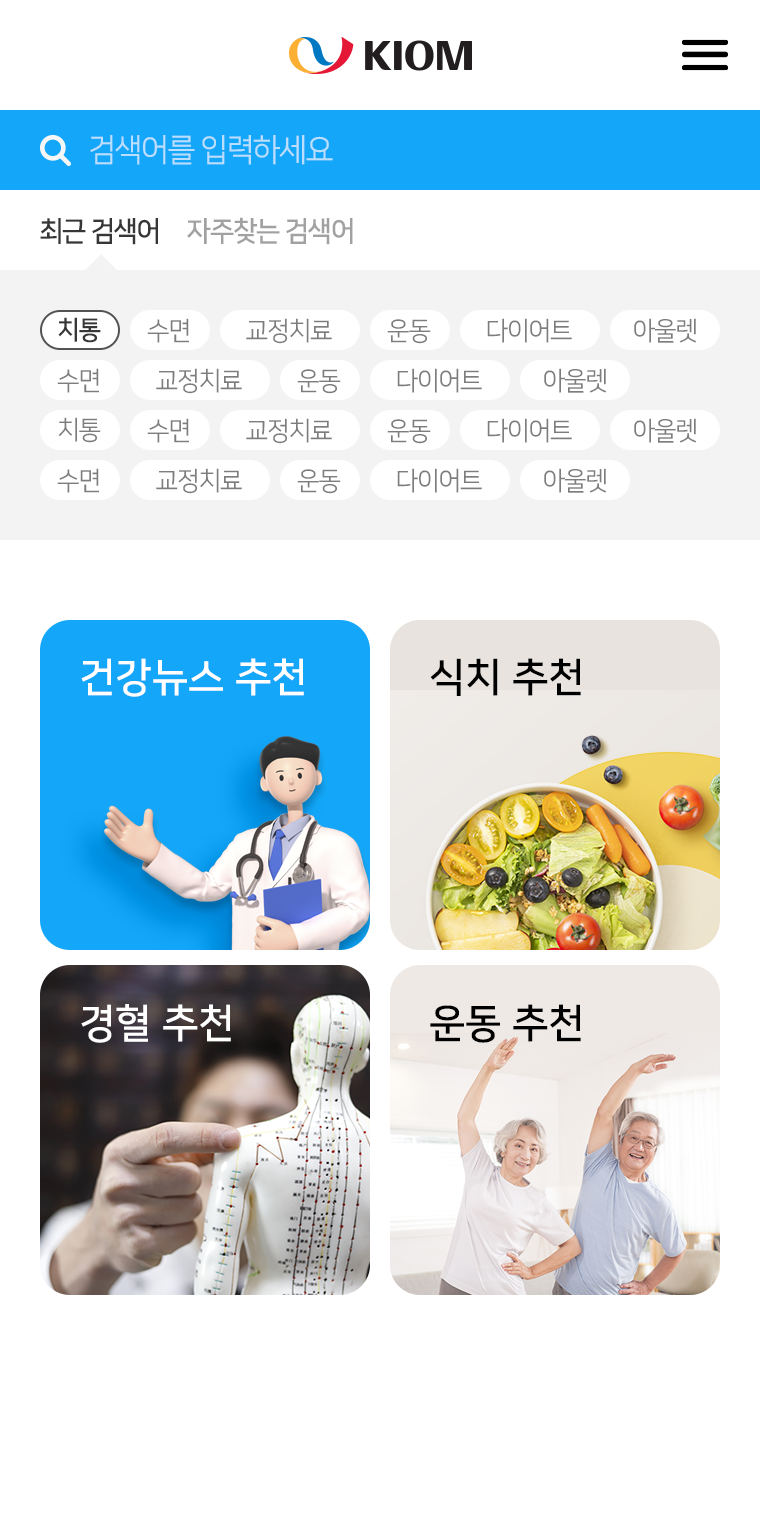 KIOM
검색어를 입력하세요
최근 검색어 자주찾는 검색어
치통 수면 교정치료 운동 다이어트 아울렛
수면 교정치료 운동 다이어트 아울렛
치통 수면 교정치료 운동 다이어트 아울렛
수면 교정치료 운동 다이어트 아울렛
건강뉴스 추천
식치 추천
경혈 추천
운동 추천